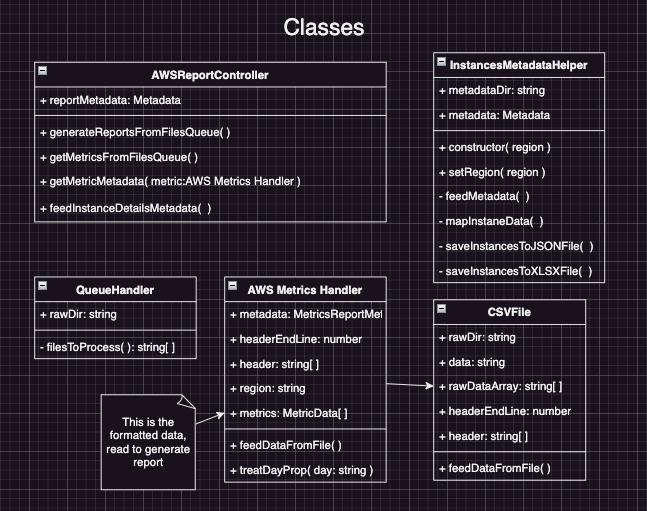 Classes
AWSReportController
+ reportMetadata: Metadata
+ generateReportsFromFilesQueue( )
+ getMetricsFromFilesQueue( )
+ getMetricMetadata( metric:AWS Metrics Handler )
+ feedInstanceDetailsMetadata(  )
InstancesMetadataHelper
+ metadataDir: string
+ metadata: Metadata
+ constructor( region )
+ setRegion( region )
- feedMetadata(  )
- mapInstaneData(  )
- saveInstancesToJSONFile(  )
- saveInstancesToXLSXFile(  )
QueueHandler
+ rawDir: string
- filesToProcess( ): string[ ]
AWS Metrics Handler
+ metadata: MetricsReportMet
+ headerEndLine: number
+ header: string[ ]
+ region: string
+ metrics: MetricData[ ]
+ feedDataFromFile( )
+ treatDayProp( day: string )
CSVFile
+ rawDir: string
+ data: string
+ rawDataArray: string[ ]
+ headerEndLine: number
+ header: string[ ]
+ feedDataFromFile( )
This is the
formatted data,
read to generate
report